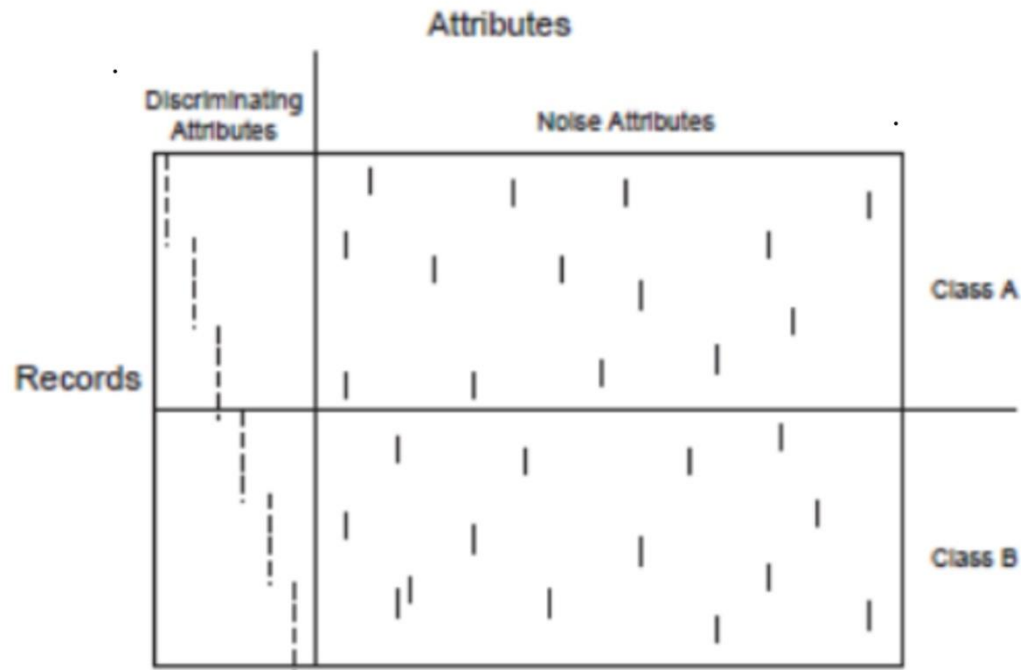 Attributes
Discriminating
Attributes
Noise Attributes
Class A
Records
Class B